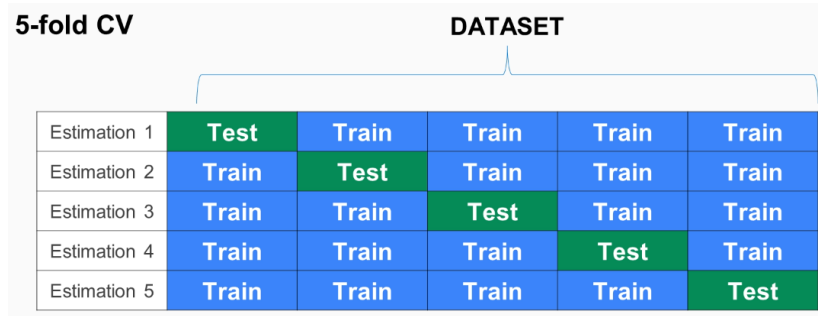 5-fold CV DATASET
Estimation 1 Test Train Train Train Train
Estimation 2 Train Test Train Train Train
Estimation 3 Train Train Test Train Train
Estimation 4 Train Train Train Test Train
Estimation 5 Train Train Train Train Test